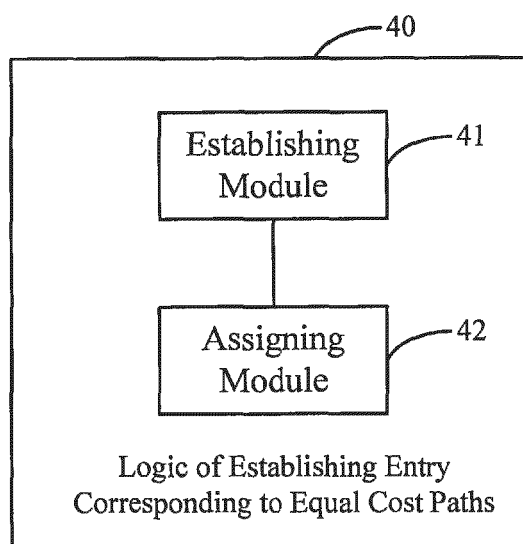 40
Establishing
Module
41
Assigning
Module
42
Logic of Establishing Entry
Corresponding to Equal Cost Paths